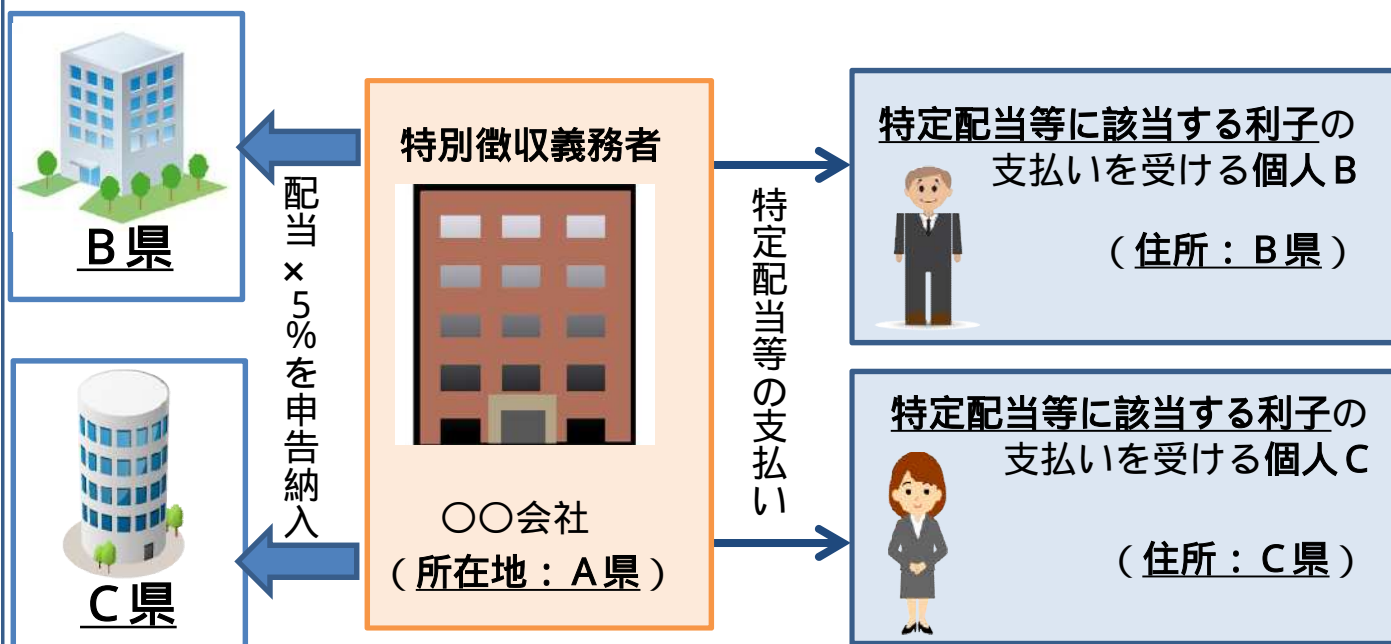 B県
C県
配当×5%を申告納入
特別徴収義務者
〇〇会社
(所在地:A県)
特定配当等の支払い
特定配当等に該当する利子の
支払いを受ける個人B
(住所:B県)
特定配当等に該当する利子の
支払いを受ける個人C
(住所:C県)